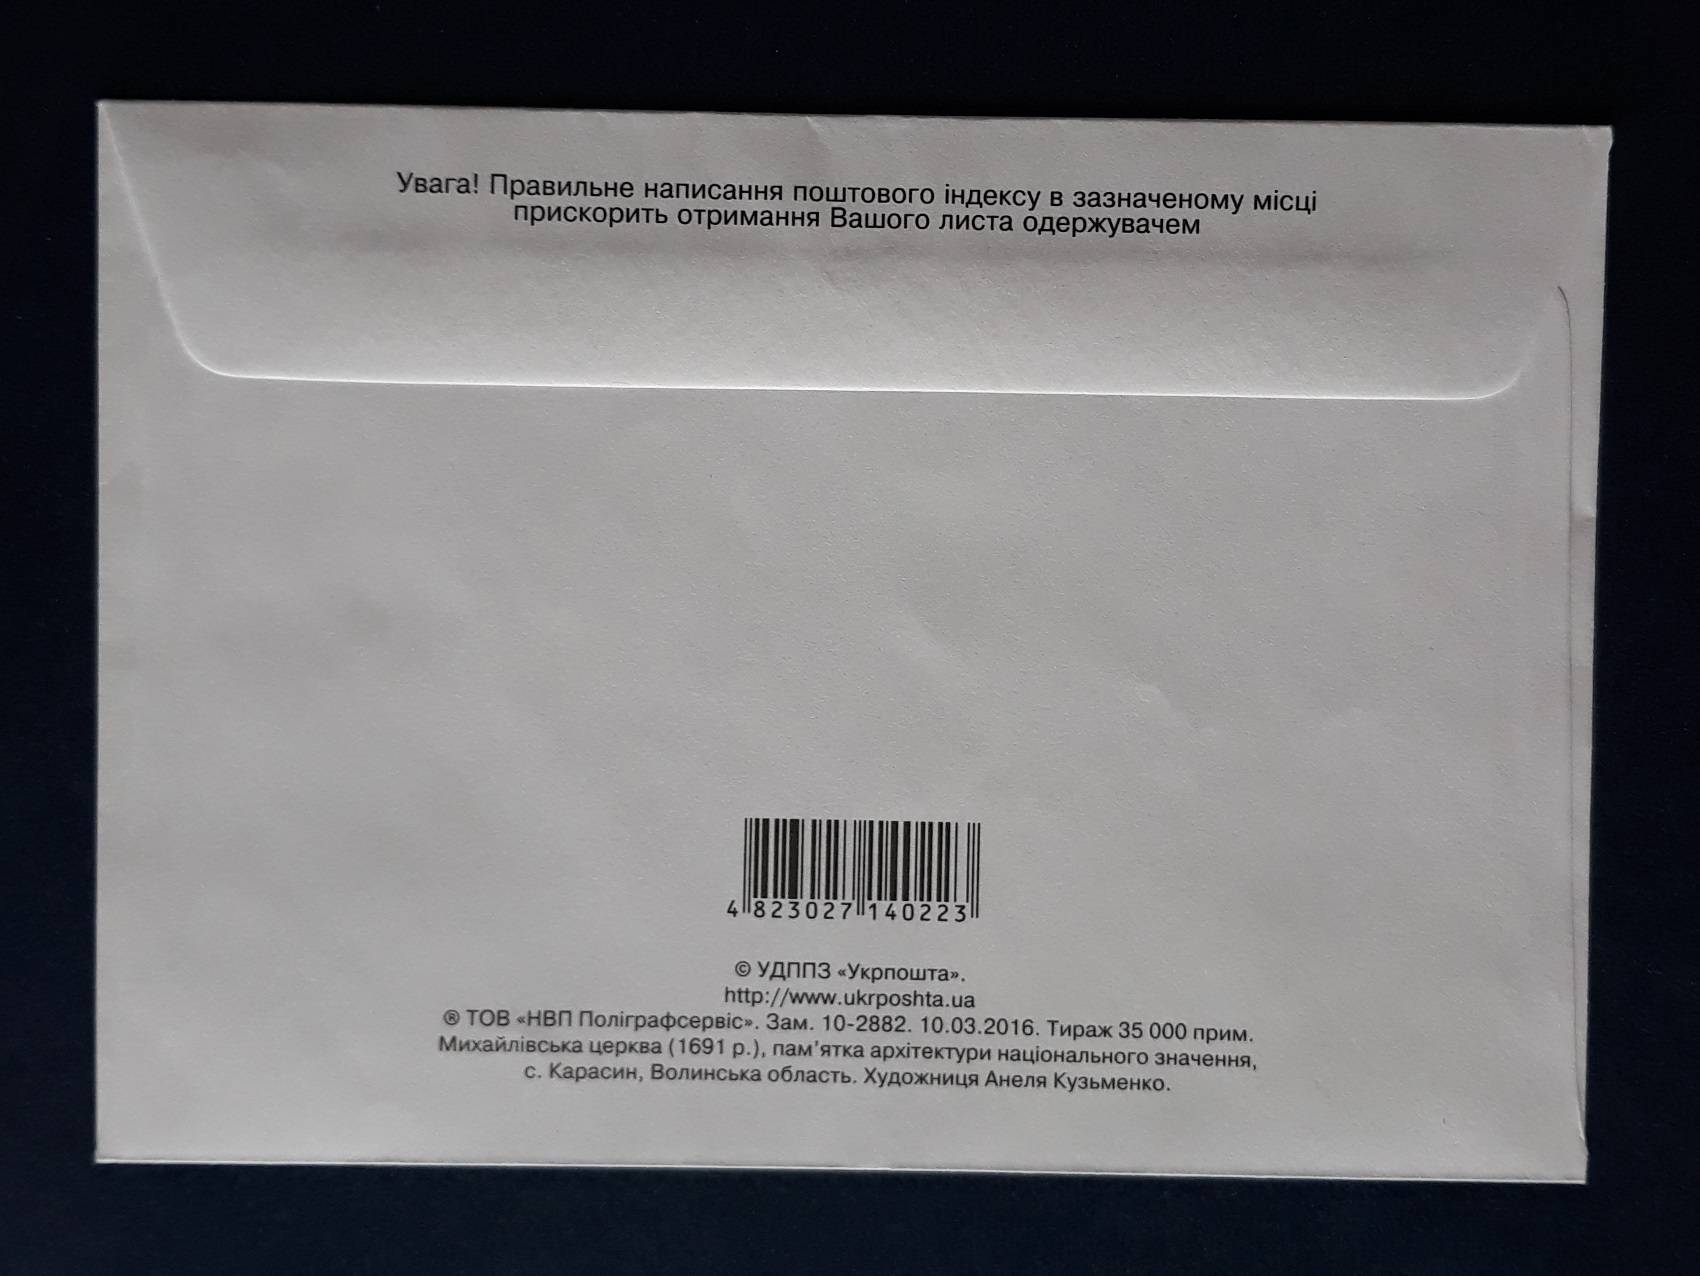 Увага! Правильне написання поштового індексу в зазначеному місці
прискорить отримання Вашого листа одержувачем
4 823027 140223
© УДППЗ «Укрпошта».
http://www.ukrposhta.ua
® ТОВ «НВП Поліграфсервіс». Зам. 10-2882. 10.03.2016. Тираж 35 000 прим.
Михайлівська церква (1691 р.), пам’ятка архітектури національного значення,
с. Карасин, Волинська область. Художниця Анеля Кузьменко.